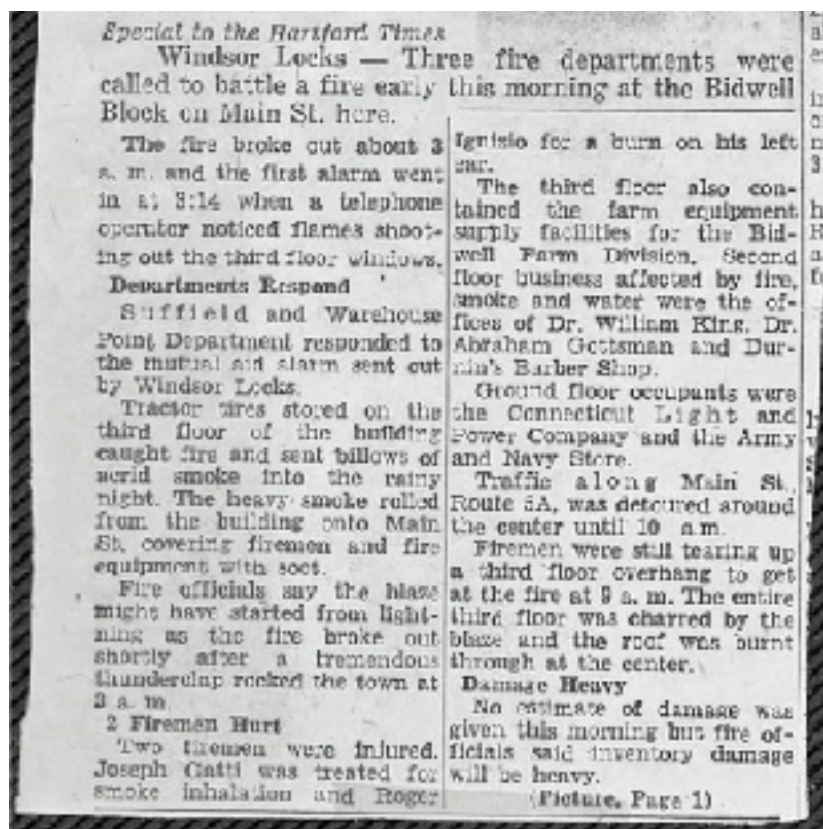 Special to the Hartford Times
Windsor Locks — Three fire departments were
called to battle a fire early this morning at the Bidwell
Block on Main St. here.
The fire broke out about 3
a. m. and the first alarm went
in at 3:14 when a telephone
operator noticed flames shoot-
ing out the third floor windows.
Departments Respond
Suffield and Warehouse
Point Department responded to
the mutual aid alarm sent out
by Windsor Locks.
Tractor tires stored on the
third floor of the building
caught fire and sent billows of
acrid smoke into the rainy
night. The heavy smoke rolled
from the building onto Main
St. covering firemen and fire
equipment with soot.
Fire officials say the blaze
might have started from light-
ning as the fire broke out
shortly after a tremendous
thunderclap rocked the town at
3 a. m.
2 Firemen Hurt
Two firemen were injured.
Joseph Gatti was treated for
smoke inhalation and Roger
Ignisio for a burn on his left
ear.
The third floor also con-
tained the farm equipment
supply facilities for the Bid-
well Farm Division. Second
floor business affected by fire,
smoke and water were the of-
fices of Dr. William King, Dr.
Abraham Gottsman and Dur-
nin's Barber Shop.
Ground floor occupants were
the Connecticut Light and
Power Company and the Army
and Navy Store.
Traffic along Main St.,
Route 5A, was detoured around
the center until 10 a.m.
Firemen were still tearing up
a third floor overhang to get
at the fire at 9 a. m. The entire
third floor was charred by the
blaze and the roof was burnt
through at the center.
Damage Heavy
No estimate of damage was
given this morning but fire of-
ficials said inventory damage
will be heavy.
(Picture, Page 1)